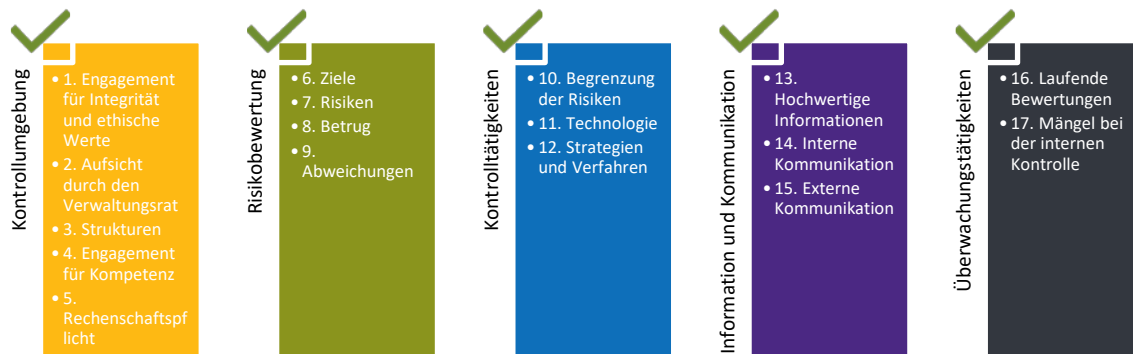 Kontrollumgebung
• 1. Engagement
für Integrität
und ethische
Werte
• 2. Aufsicht
durch den
Verwaltungsrat
• 3. Strukturen
• 4. Engagement
für Kompetenz
• 5.
Rechenschaftspf
licht
Risikobewertung
• 6. Ziele
• 7. Risiken
• 8. Betrug
• 9.
Abweichungen
Kontrolltätigkeiten
• 10. Begrenzung
der Risiken
• 11. Technologie
• 12. Strategien
und Verfahren
Information und Kommunikation
• 13.
Hochwertige
Informationen
• 14. Interne
Kommunikation
• 15. Externe
Kommunikation
Überwachungstätigkeiten
• 16. Laufende
Bewertungen
• 17. Mängel bei
der internen
Kontrolle